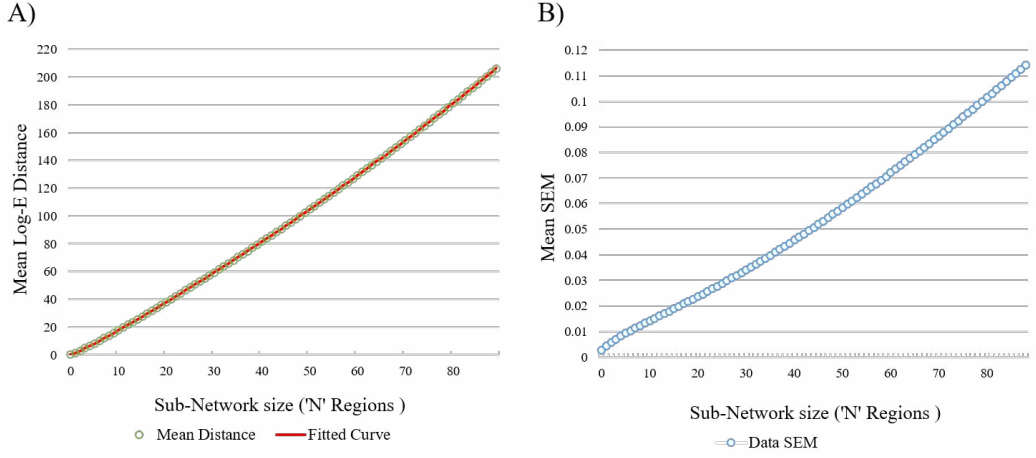 A)
220
200
180
160
140
120
100
80
60
40
20
0
Mean Log-E Distance
0 10 20 30 40 50 60 70 80
Sub-Network size ('N' Regions )
Mean Distance Fitted Curve
B)
0.12
0.11
0.1
0.09
0.08
0.07
0.06
0.05
0.04
0.03
0.02
0.01
0
Mean SEM
0 10 20 30 40 50 60 70 80
Sub-Network size ('N' Regions )
Data SEM